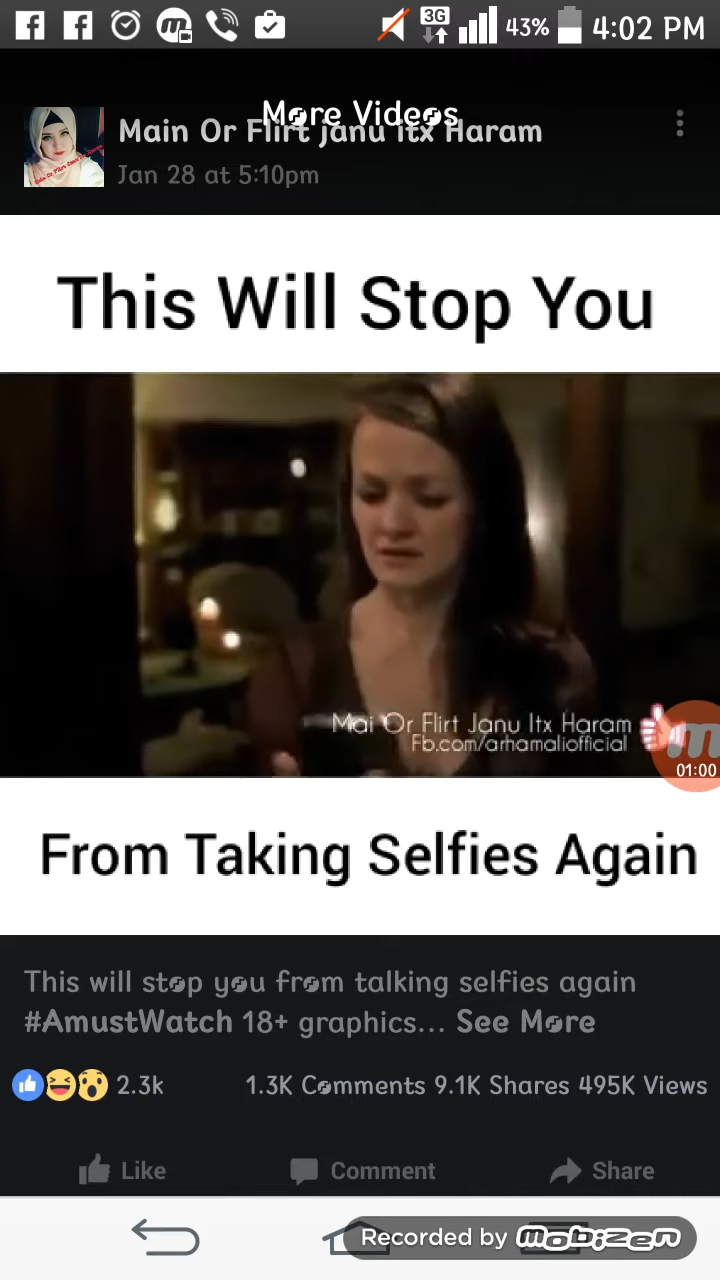 3G 43% 4:02 PM
More Videos
Main Or Flirt janu itx Haram
Jan 28 at 5:10pm
This Will Stop You
Mai Or Flirt Janu Itx Haram
Fb.com/arhamaliofficial
01:00
From Taking Selfies Again
This will stop you from talking selfies again
#AmustWatch 18+ graphics... See More
2.3k 1.3K Comments 9.1K Shares 495K Views
Like Comment Share
Recorded by mobizen